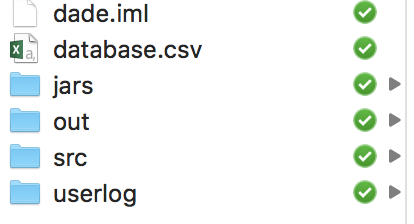 dade.iml
database.csv
jars
out
src
userlog